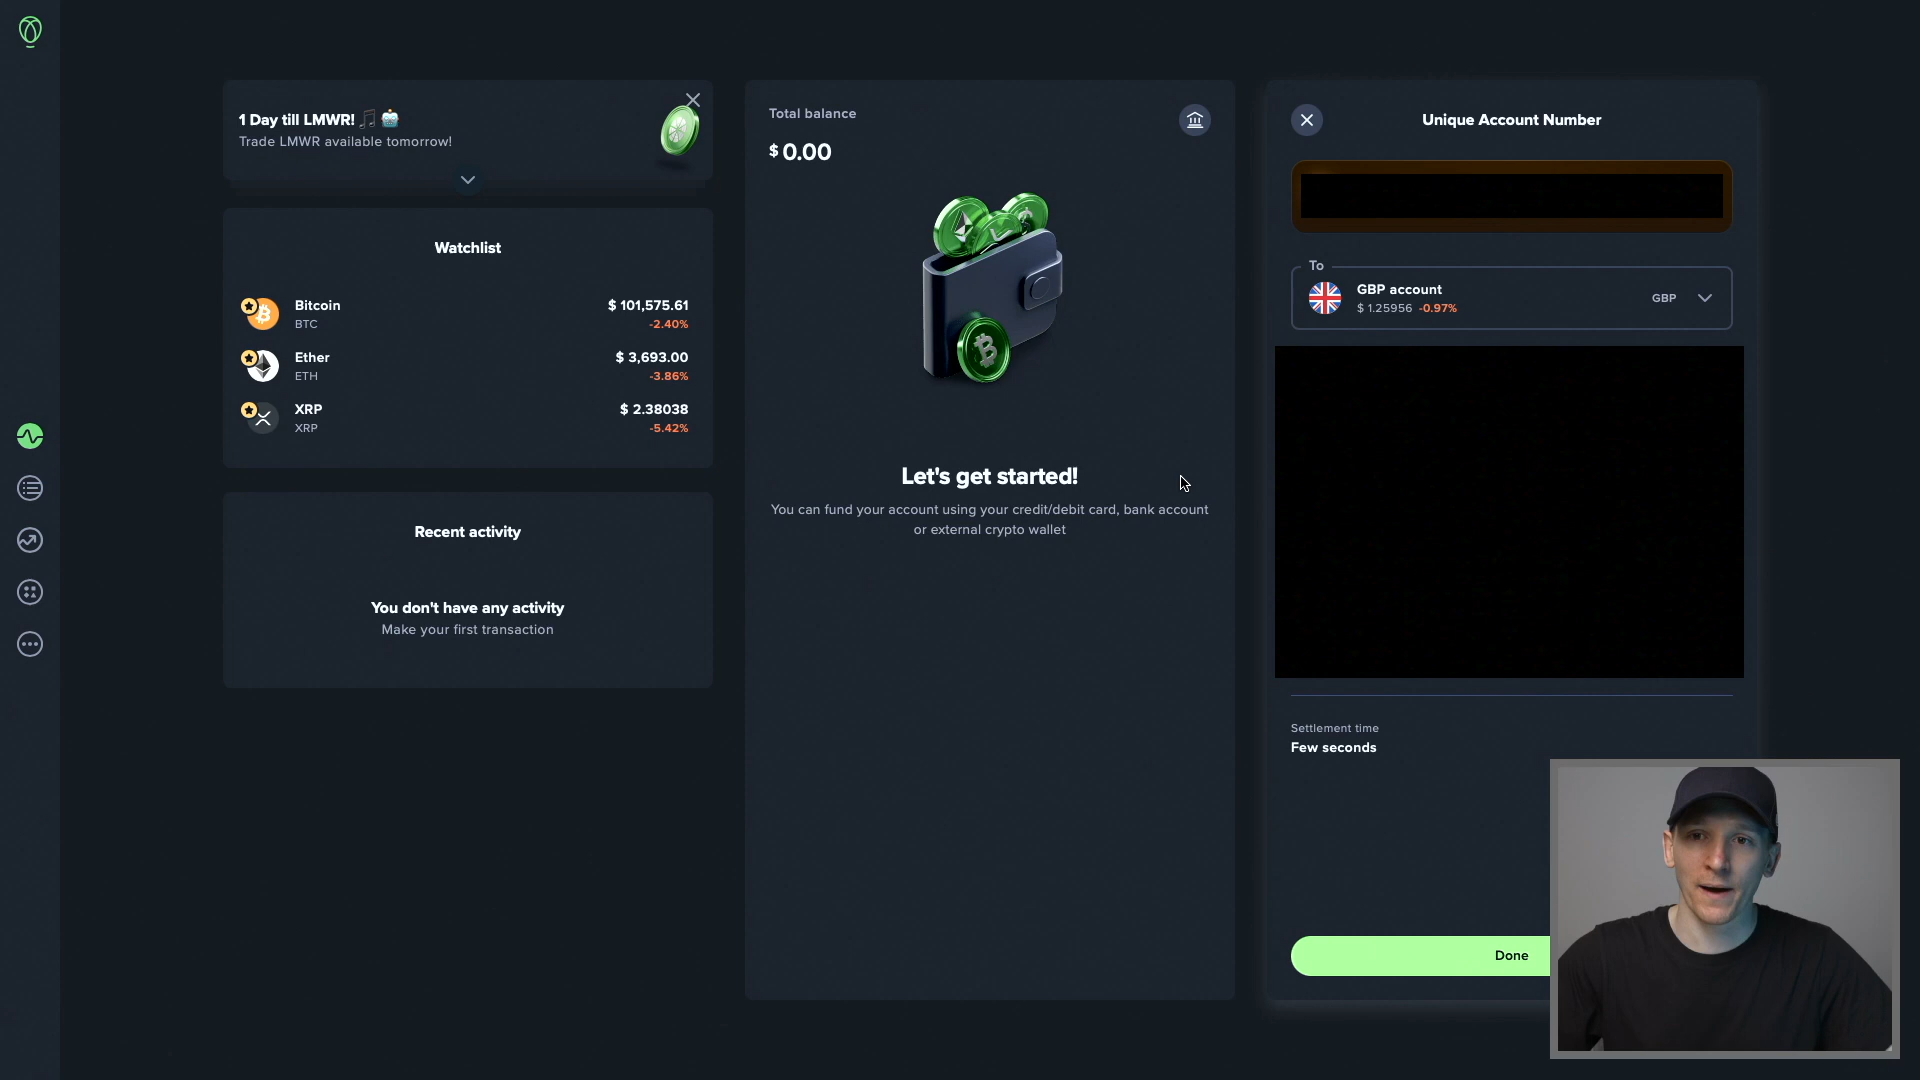 1 Day till LMWR! 🎵🤖
Trade LMWR available tomorrow!
Watchlist
Bitcoin
$ 101,575.61
BTC
-2.40%
Ether
$ 3,693.00
ETH
-3.86%
XRP
$ 2.38038
XRP
-5.42%
Recent activity
You don't have any activity
Make your first transaction
Total balance
$ 0.00
Let's get started!
You can fund your account using your credit/debit card, bank account
or external crypto wallet
Unique Account Number
To
GBP account
GBP
$ 1.25956 -0.97%
Settlement time
Few seconds
Done